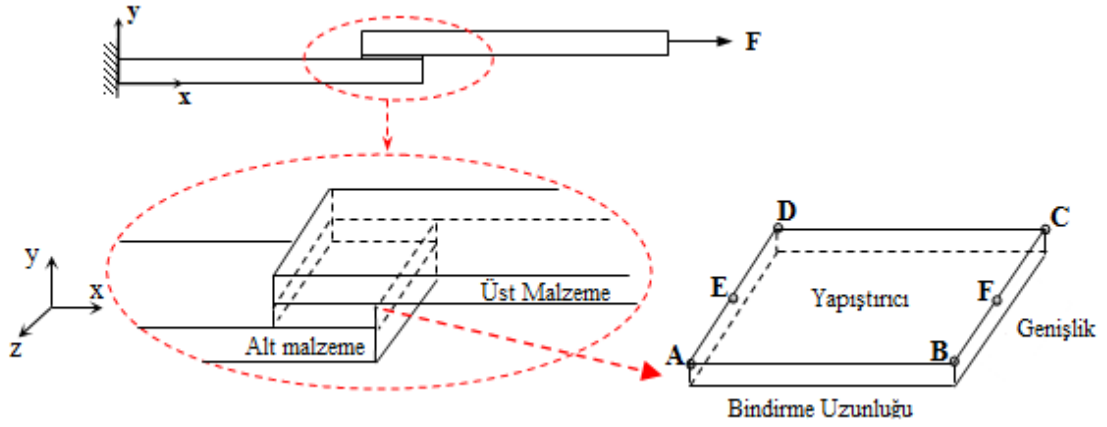 y
F
x
y
x
z
Üst Malzeme
Alt malzeme
D
C
E
Yapıştırıcı
F
Genişlik
A
B
Bindirme Uzunluğu